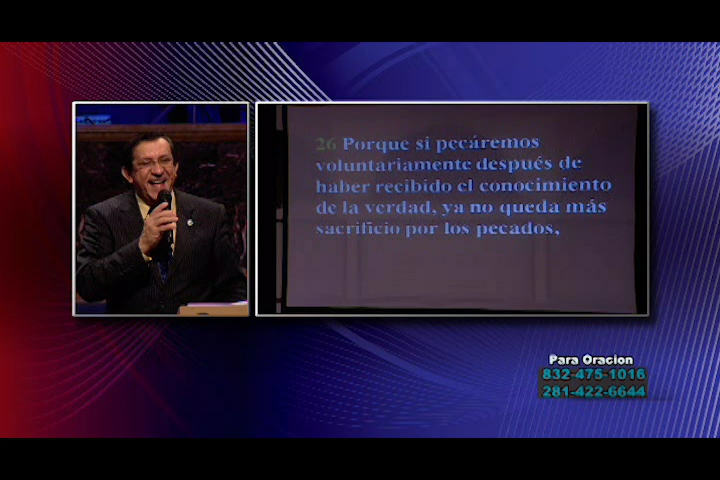 26 Porque si pecáremos
voluntariamente después de
haber recibido el conocimiento
de la verdad, ya no queda más
sacrificio por los pecados,
Para Oracion
832-475-1016
281-422-6644